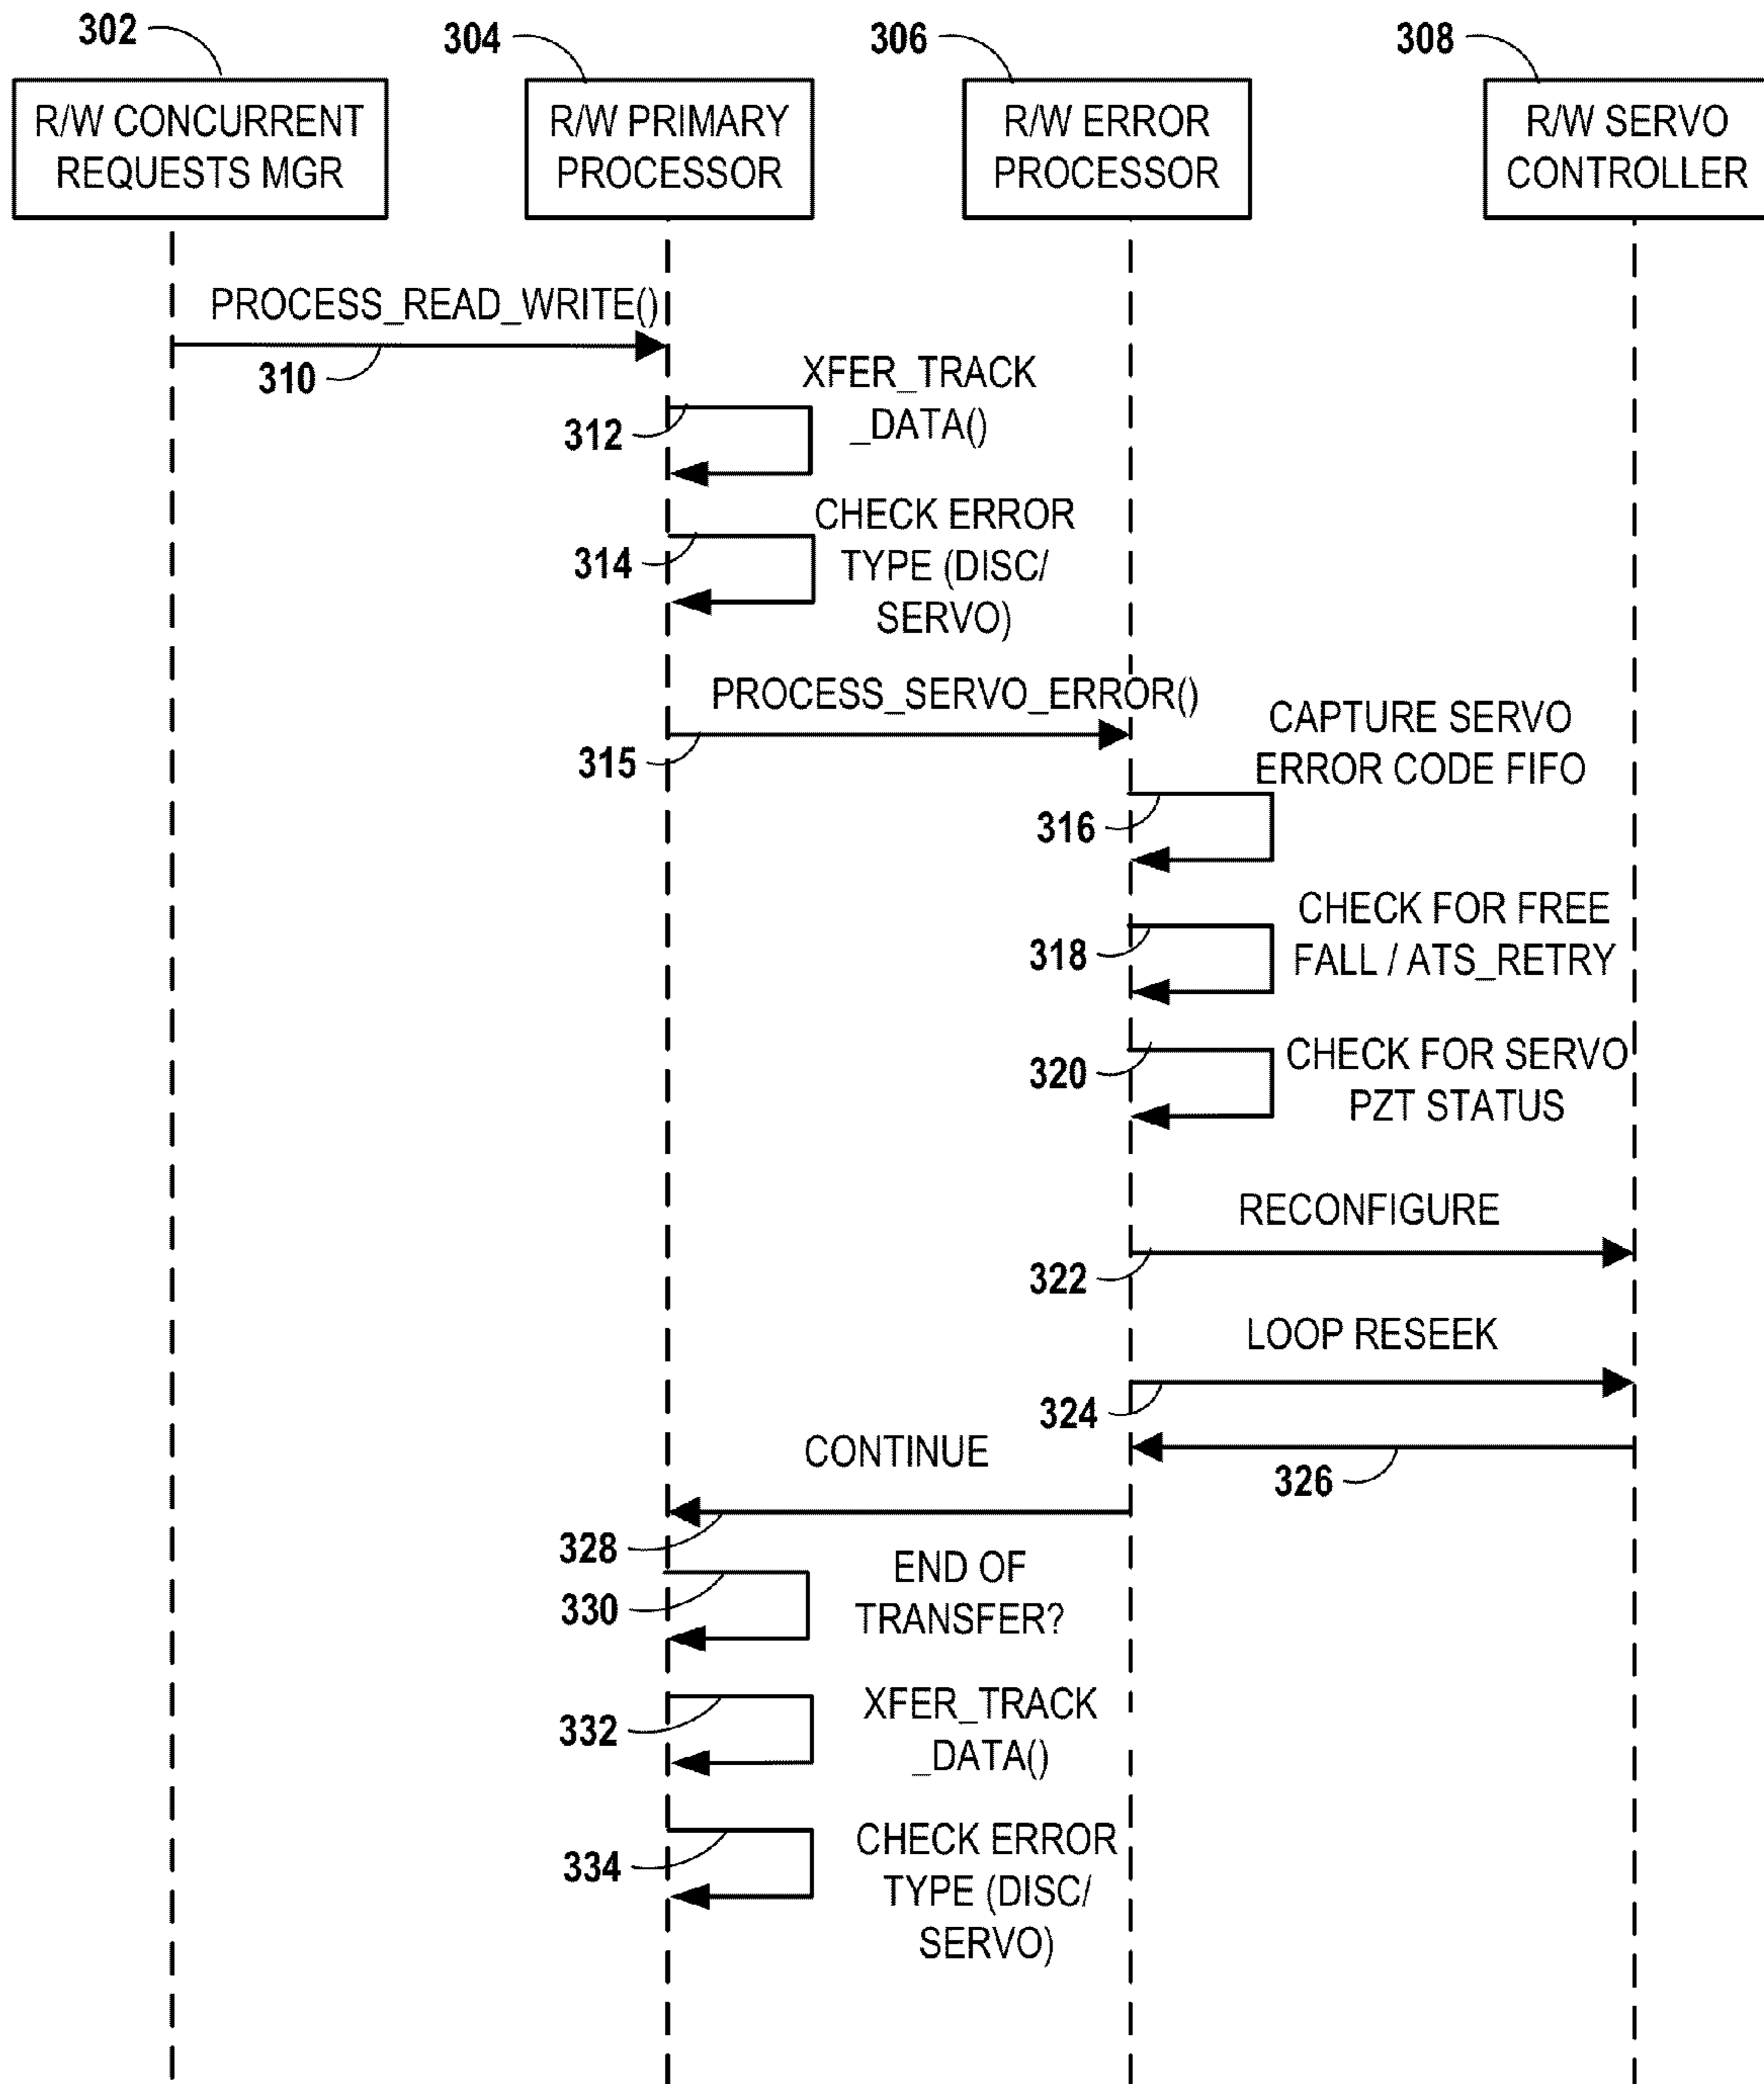 302
304
306
308
R/W CONCURRENT
REQUESTS MGR
R/W PRIMARY
PROCESSOR
R/W ERROR
PROCESSOR
R/W SERVO
CONTROLLER
PROCESS_READ_WRITE()
310
XFER_TRACK
_DATA()
312
CHECK ERROR
TYPE (DISC/
SERVO)
314
PROCESS_SERVO_ERROR()
315
CAPTURE SERVO
ERROR CODE FIFO
316
CHECK FOR FREE
FALL / ATS_RETRY
318
CHECK FOR SERVO
PZT STATUS
320
RECONFIGURE
322
LOOP RESEEK
324
326
CONTINUE
328
END OF
TRANSFER?
330
XFER_TRACK
_DATA()
332
CHECK ERROR
TYPE (DISC/
SERVO)
334